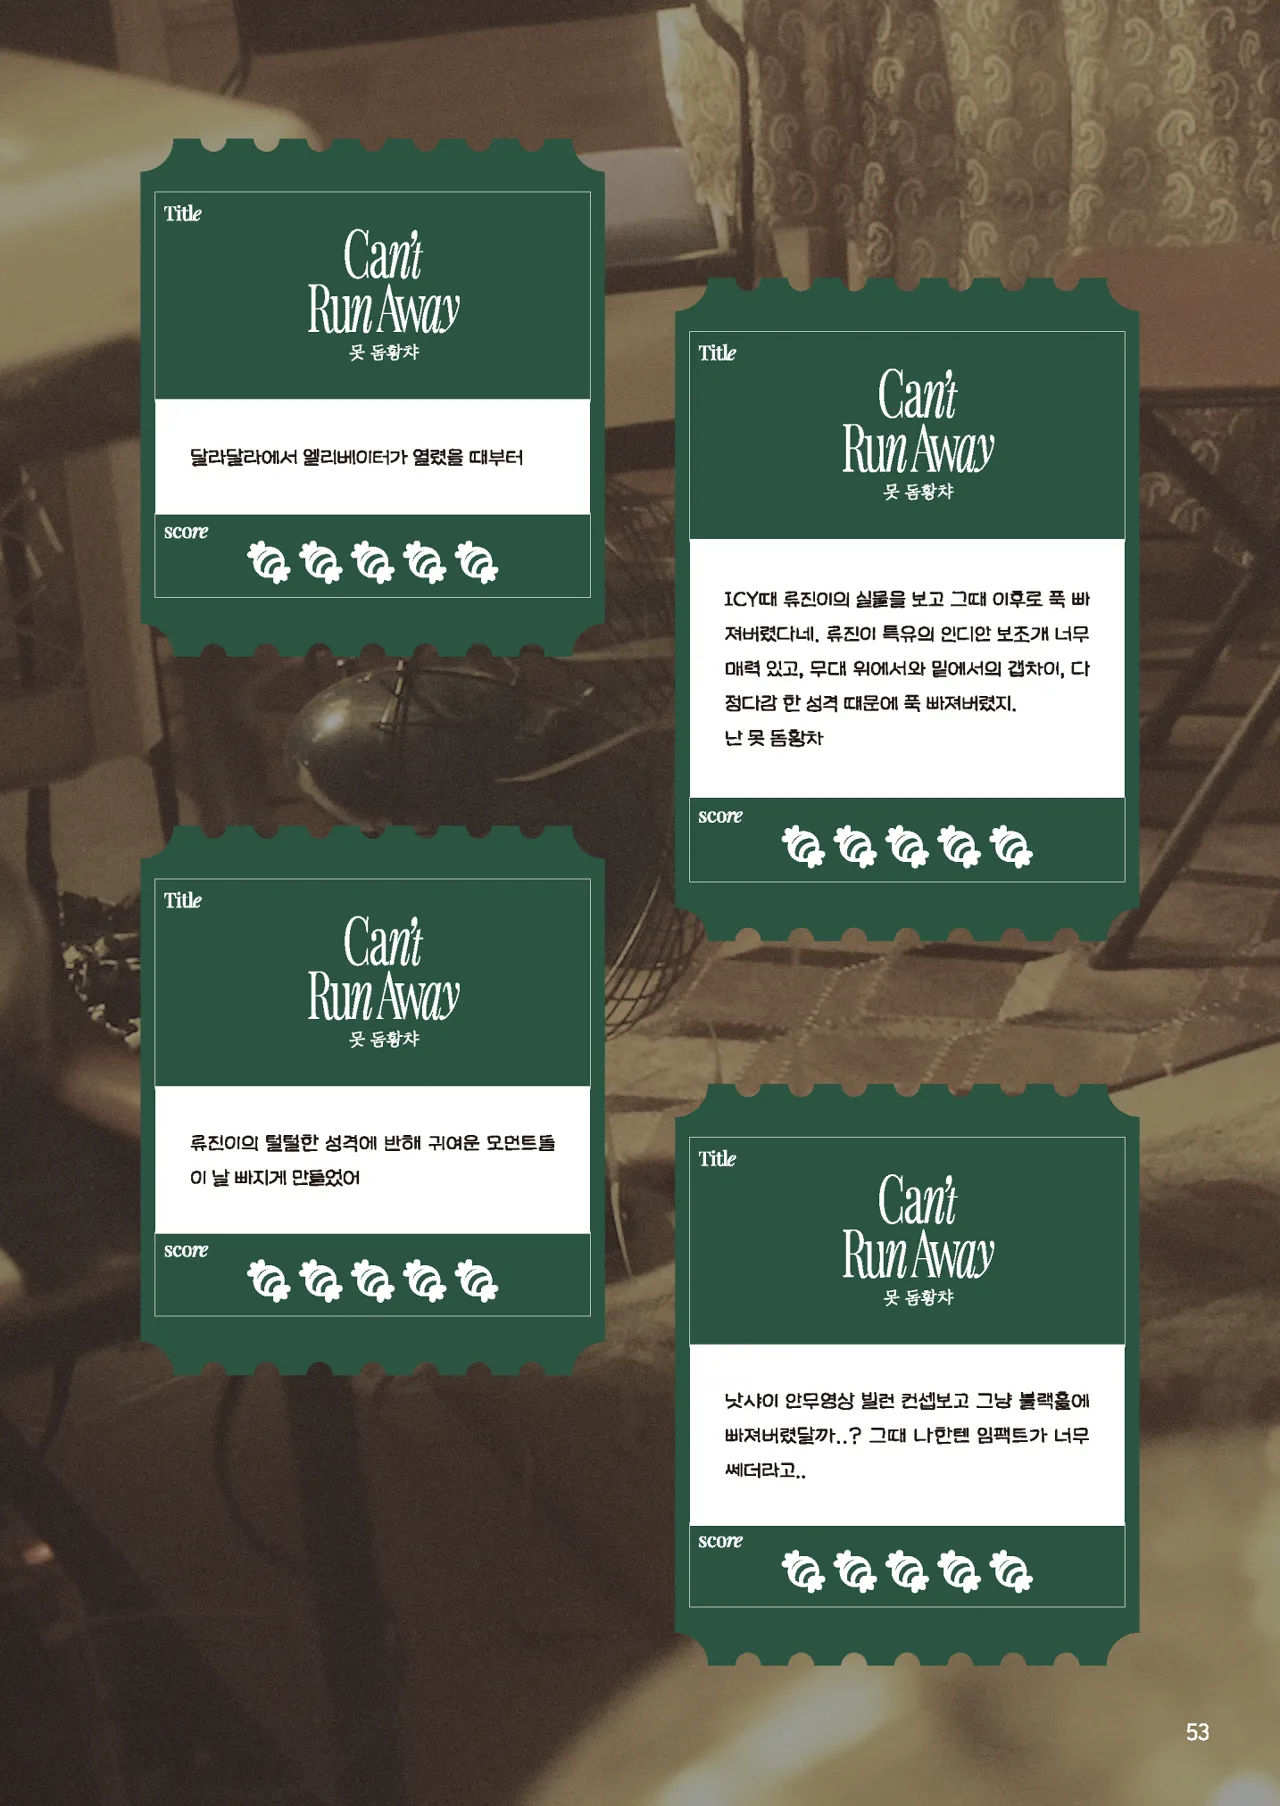 Title
Can't
Run Away
못 돔황챠
달라달라에서 엘리베이터가 열렸을 때부터
score
Title
Can't
Run Away
못 돔황챠
ICY때 류진이의 실물을 보고 그때 이후로 푹 빠
져버렸다네. 류진이 특유의 인디안 보조개 너무
매력 있고, 무대 위에서와 밑에서의 갭차이, 다
정다감 한 성격 때문에 푹 빠져버렸지.
난 못 돔황차
score
Title
Can't
Run Away
못 돔황챠
류진이의 털털한 성격에 반해 귀여운 모먼트들
이 날 빠지게 만들었어
score
Title
Can't
Run Away
못 돔황챠
낫샤이 안무영상 빌런 컨셉보고 그냥 블랙홀에
빠져버렸달까..? 그때 나한텐 임팩트가 너무
쎄더라고..
score
53